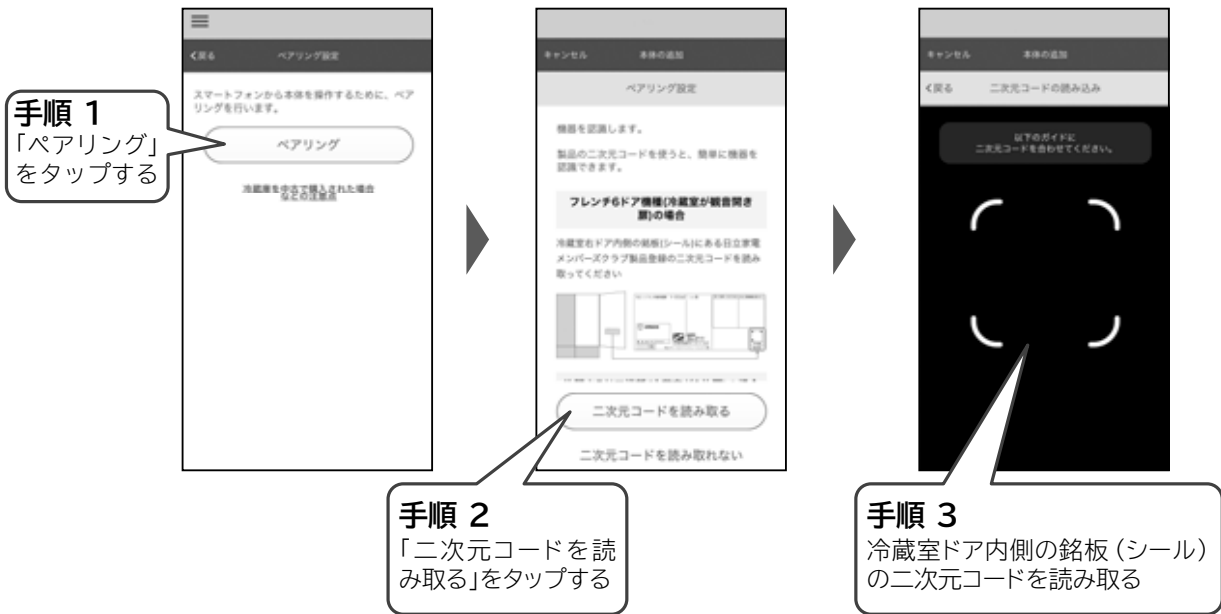 手順 1
「ペアリング」
をタップする
く戻る ペアリング設定
スマートフォンから本体を操作するために、ペア
リングを行います。
ペアリング
冷蔵庫を中古で購入された場合
などの注意点
キャンセル 本体の追加
ペアリング設定
機器を認識します。
製品の二次元コードを使うと、簡単に機器を
認識できます。
フレンチ6ドア機種(冷蔵室が観音開き
扉)の場合
冷蔵室右ドア内側の銘板(シール)にある日立家電
メンバーズクラブ製品登録の二次元コードを読み
取ってください
二次元コードを読み取る
二次元コードを読み取れない
手順 2
「二次元コードを読
み取る」をタップする
キャンセル 本体の追加
く戻る 二次元コードの読み込み
以下のガイドに
二次元コードを合わせてください。
手順 3
冷蔵室ドア内側の銘板(シール)
の二次元コードを読み取る